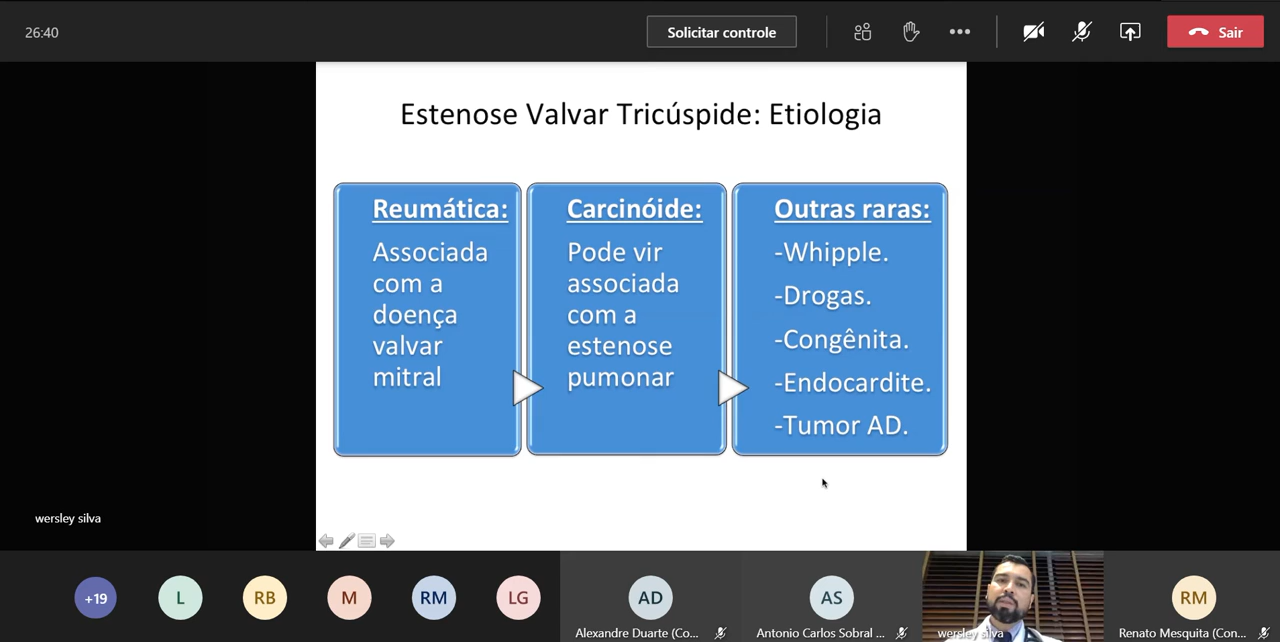 26:40
Solicitar controle
Sair
Estenose Valvar Tricúspide: Etiologia
Reumática:
Associada
com a
doença
valvar
mitral
Carcinóide:
Pode vir
associada
com a
estenose
pumonar
Outras raras:
-Whipple.
-Drogas.
-Congênita.
-Endocardite.
-Tumor AD.
wersley silva
+19
L
RB
M
RM
LG
AD
AS
RM
Alexandre Duarte (Co...
Antonio Carlos Sobral ...
wersley silva
Renato Mesquita (Con...